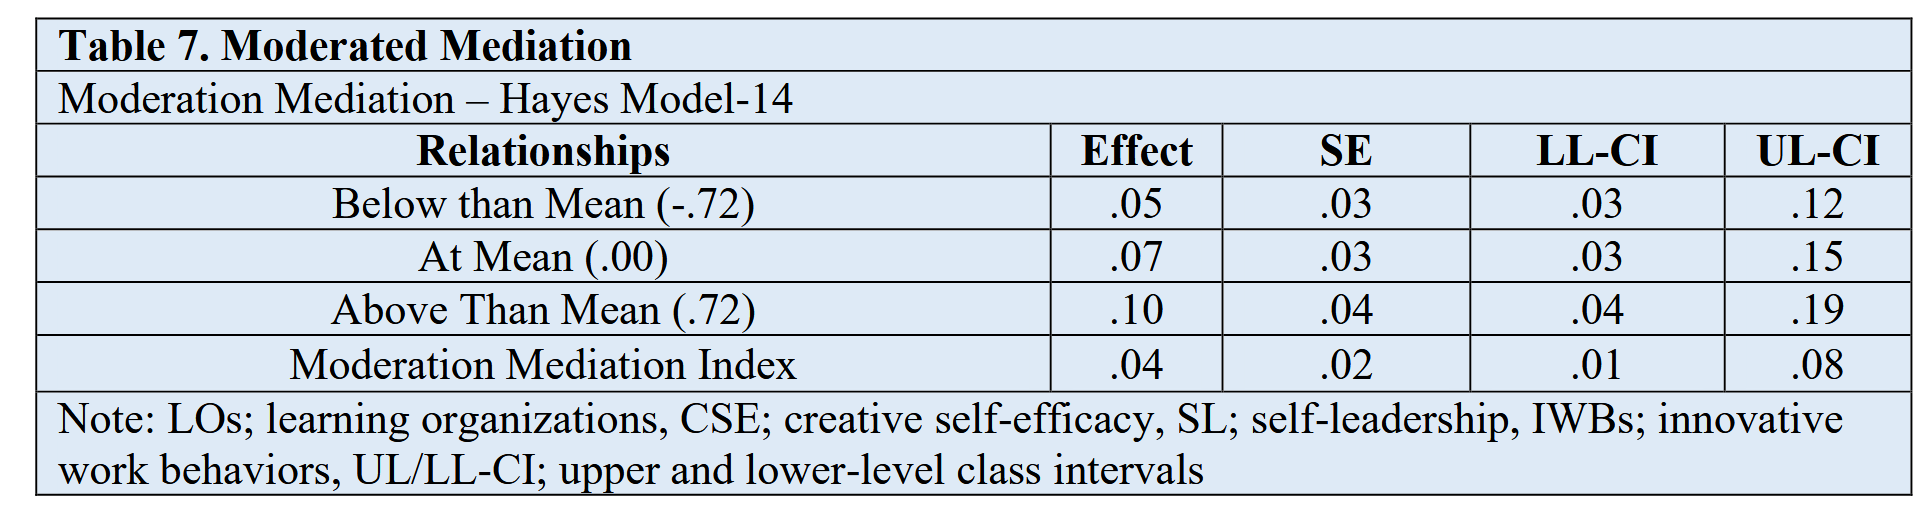 Table 7. Moderated Mediation
Moderation Mediation – Hayes Model-14
Relationships Effect SE LL-CI UL-CI
Below than Mean (-.72) .05 .03 .03 .12
At Mean (.00) .07 .03 .03 .15
Above Than Mean (.72) .10 .04 .04 .19
Moderation Mediation Index .04 .02 .01 .08
Note: LOs; learning organizations, CSE; creative self-efficacy, SL; self-leadership, IWBs; innovative
work behaviors, UL/LL-CI; upper and lower-level class intervals